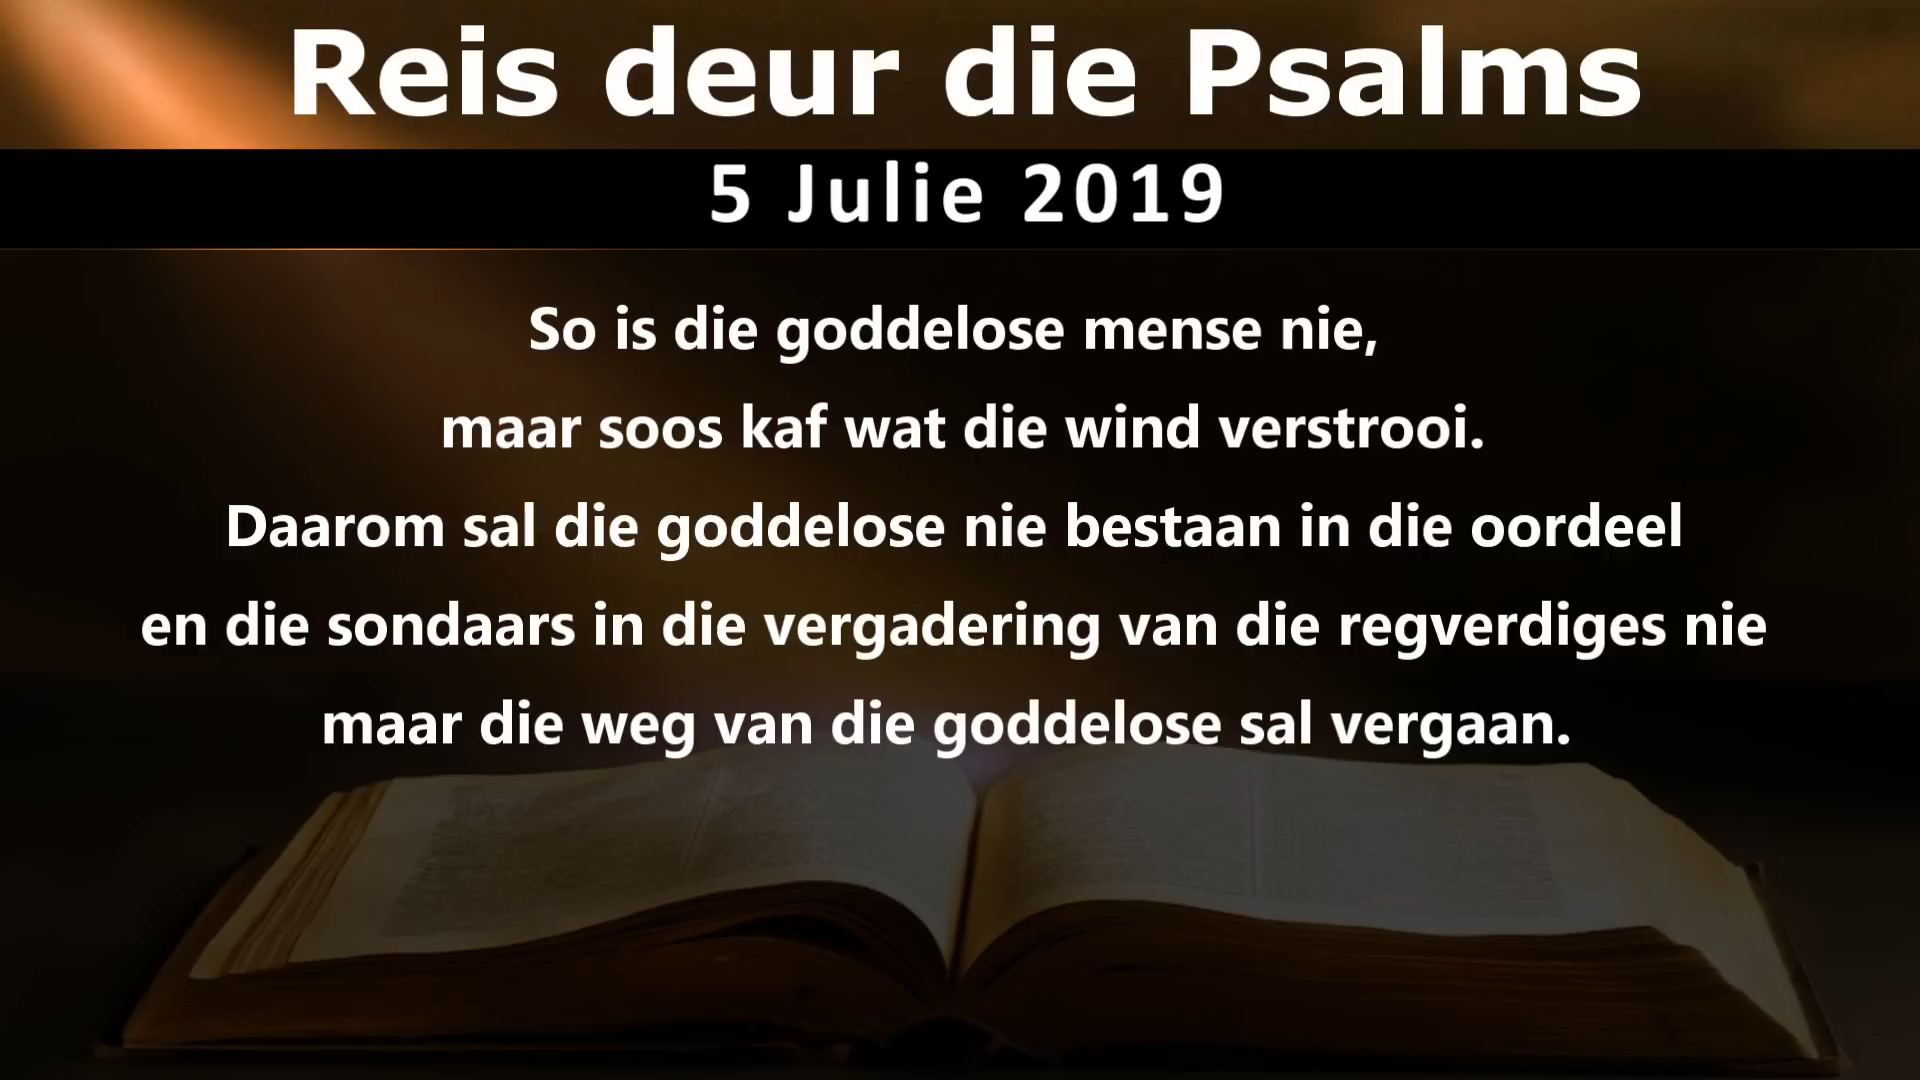 Reis deur die Psalms
5 Julie 2019
So is die goddelose mense nie,
maar soos kaf wat die wind verstrooi.
Daarom sal die goddelose nie bestaan in die oordeel
en die sondaars in die vergadering van die regverdiges nie
maar die weg van die goddelose sal vergaan.